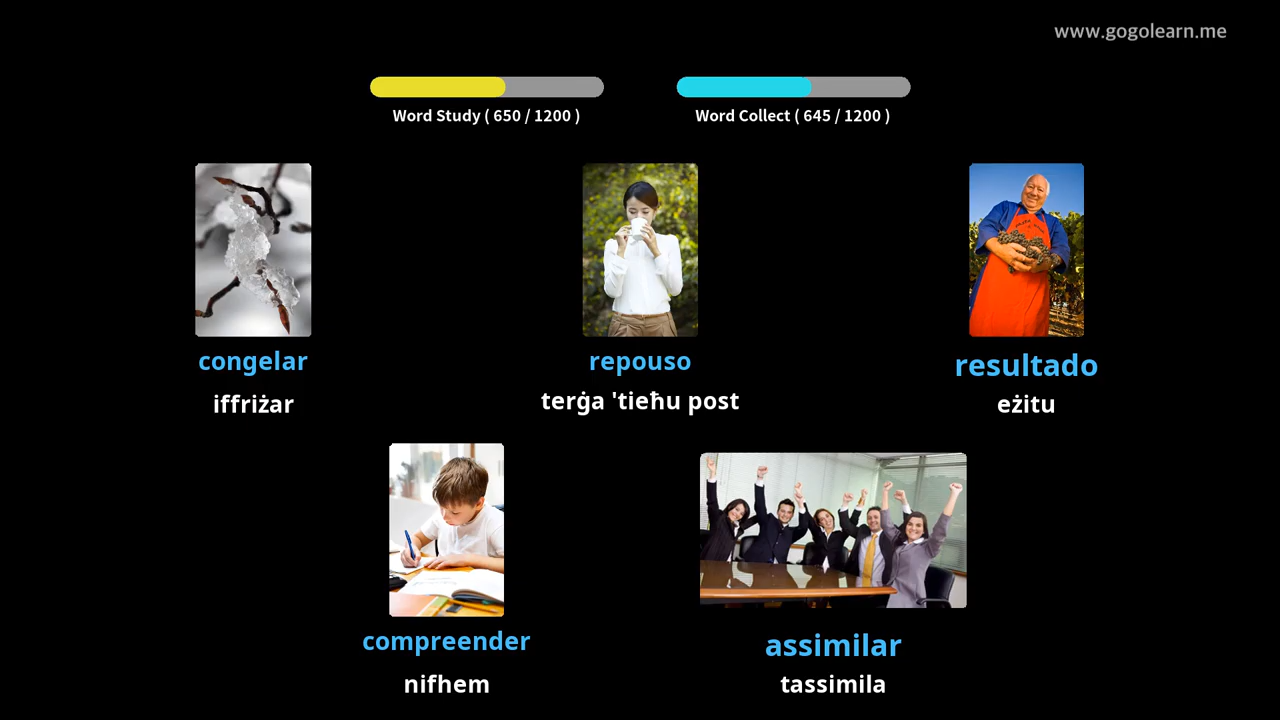 www.gogolearn.me
Word Study ( 650 / 1200 )
Word Collect ( 645 / 1200 )
congelar
iffriżar
repouso
terġa 'tieħu post
resultado
eżitu
compreender
nifhem
assimilar
tassimila